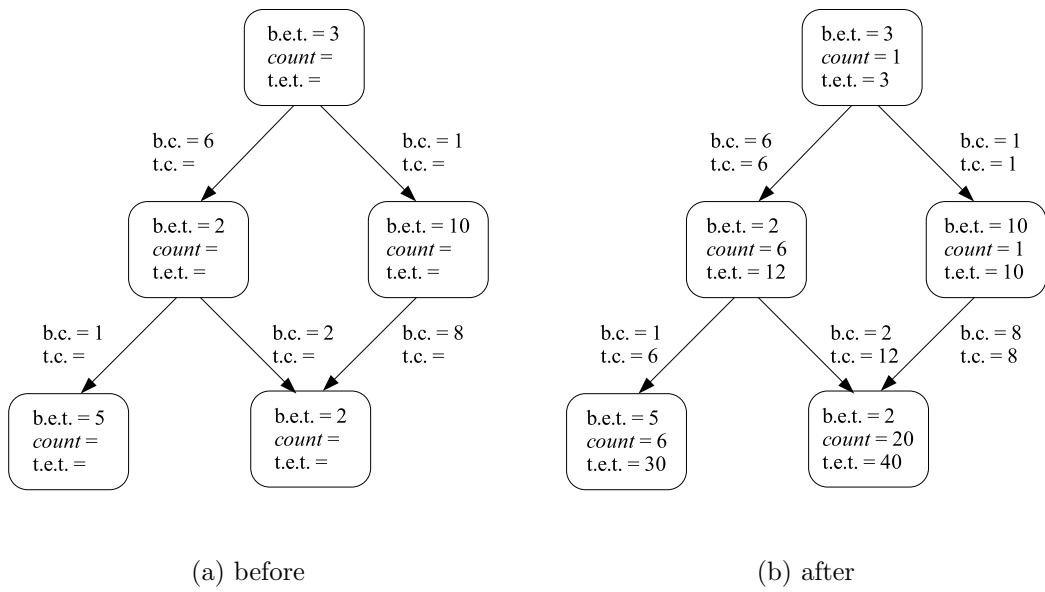 b.e.t. = 3
count =
t.e.t. =
b.c. = 6
t.c. =
b.c. = 1
t.c. =
b.e.t. = 2
count =
t.e.t. =
b.e.t. = 10
count =
t.e.t. =
b.c. = 1
t.c. =
b.c. = 2
t.c. =
b.c. = 8
t.c. =
b.e.t. = 5
count =
t.e.t. =
b.e.t. = 2
count =
t.e.t. =
(a) before
b.e.t. = 3
count = 1
t.e.t. = 3
b.c. = 6
t.c. = 6
b.c. = 1
t.c. = 1
b.e.t. = 2
count = 6
t.e.t. = 12
b.e.t. = 10
count = 1
t.e.t. = 10
b.c. = 1
t.c. = 6
b.c. = 2
t.c. = 12
b.c. = 8
t.c. = 8
b.e.t. = 5
count = 6
t.e.t. = 30
b.e.t. = 2
count = 20
t.e.t. = 40
(b) after